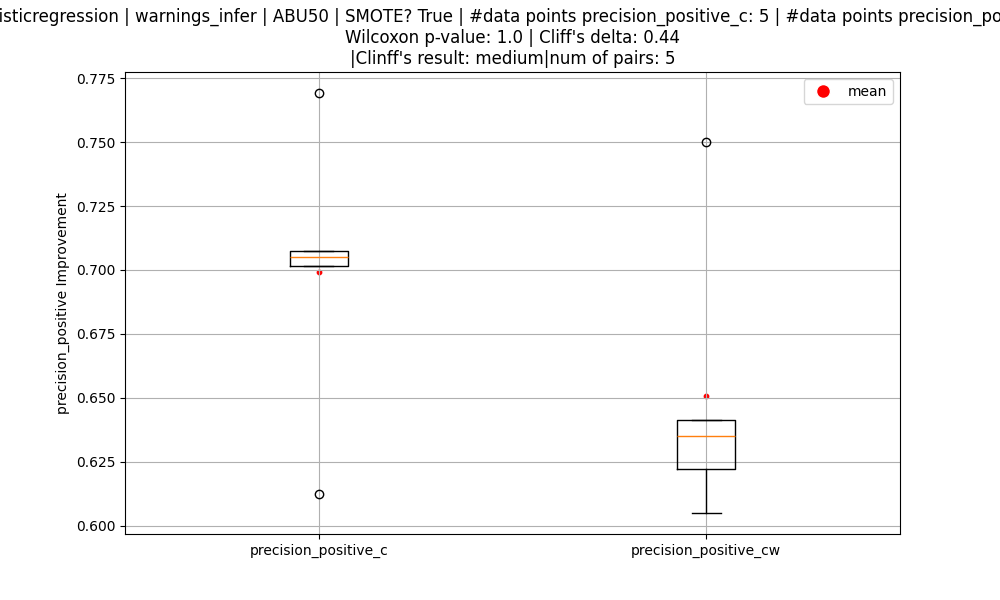 isticregression | warnings_infer | ABU50 | SMOTE? True | #data points precision_positive_c: 5 | #data points precision_po
Wilcoxon p-value: 1.0 | Cliff's delta: 0.44
|Clinff's result: medium|num of pairs: 5
mean
0.775
0.750
0.725
0.700
0.675
0.650
0.625
0.600
precision_positive Improvement
precision_positive_c
precision_positive_cw